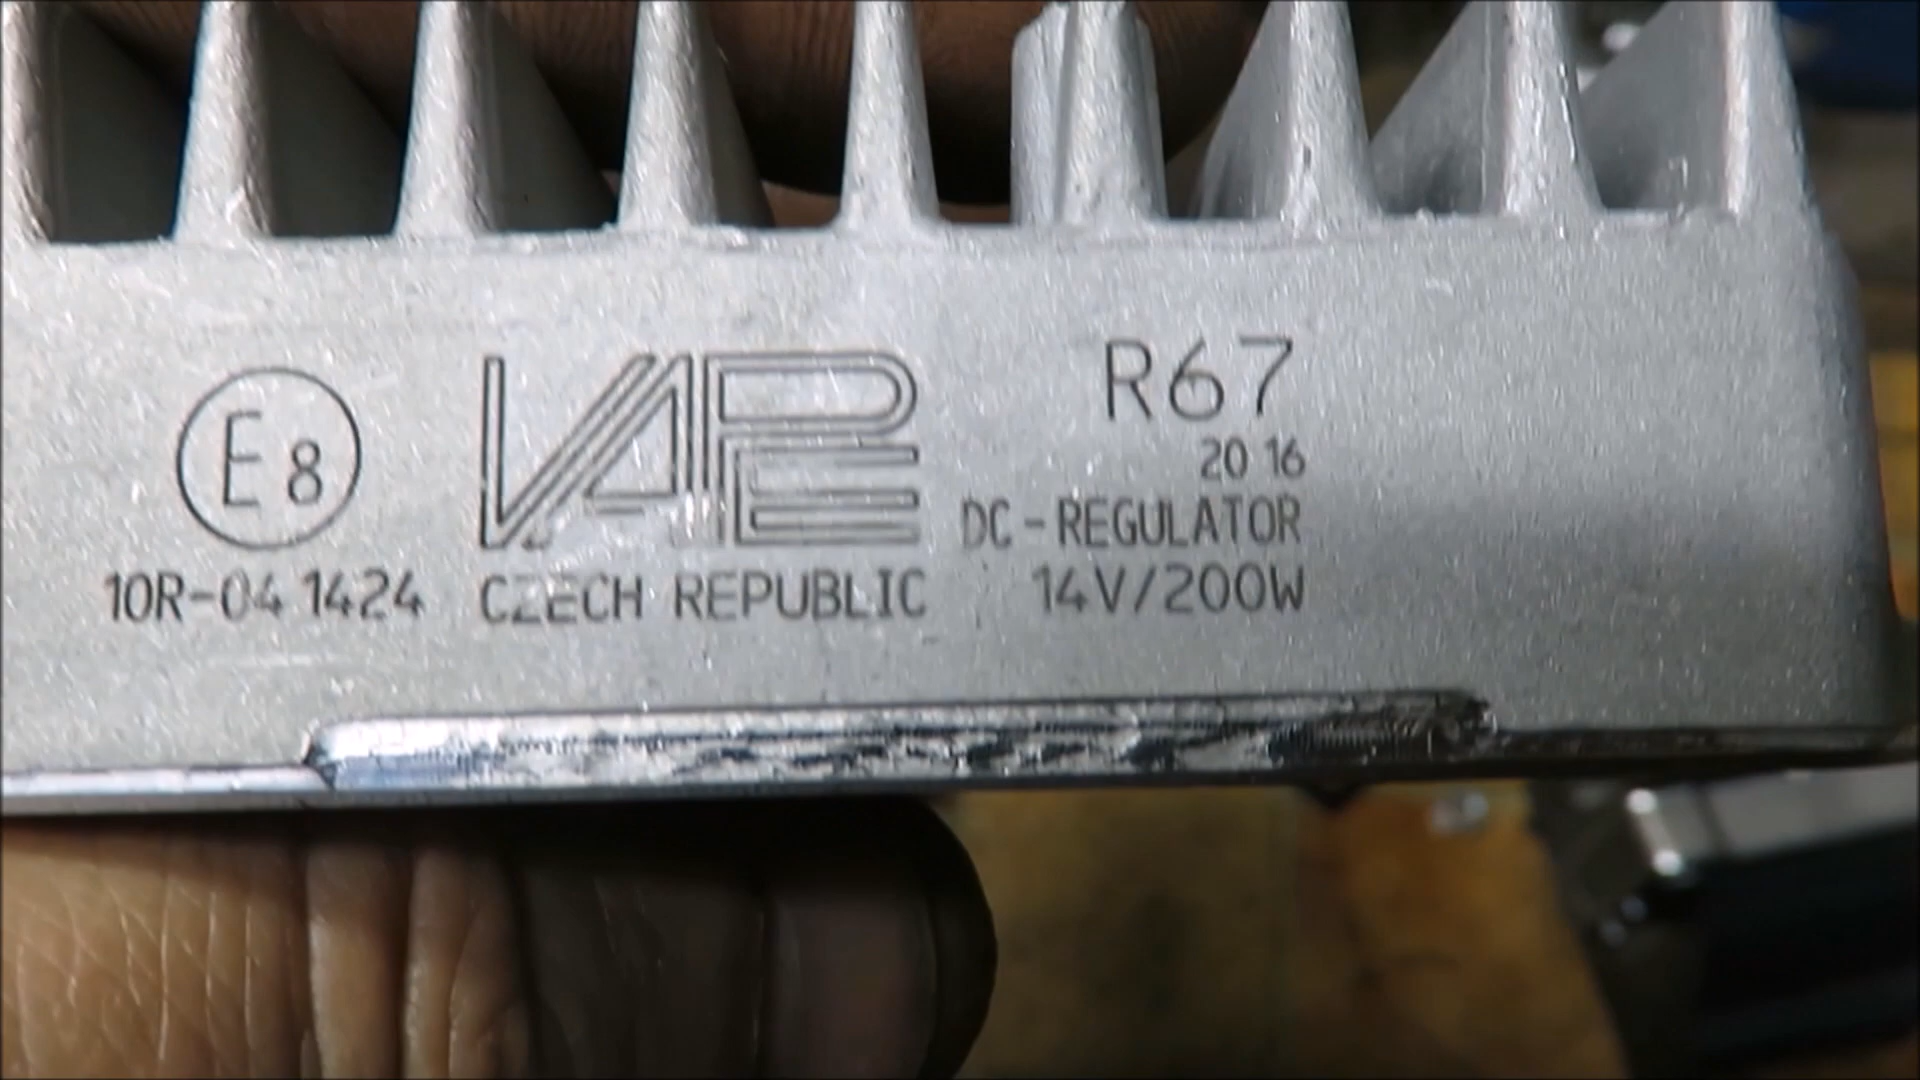 E8
10R-04 1424
VAPE
CZECH REPUBLIC
R67
20 16
DC-REGULATOR
14V/200W